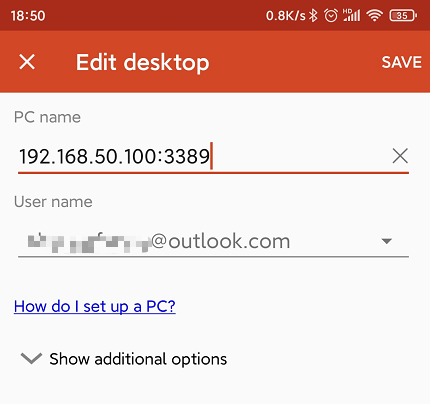 18:50 0.8K/s HD 35
Edit desktop SAVE
PC name
192.168.50.100:3389
User name
@outlook.com
How do I set up a PC?
Show additional options